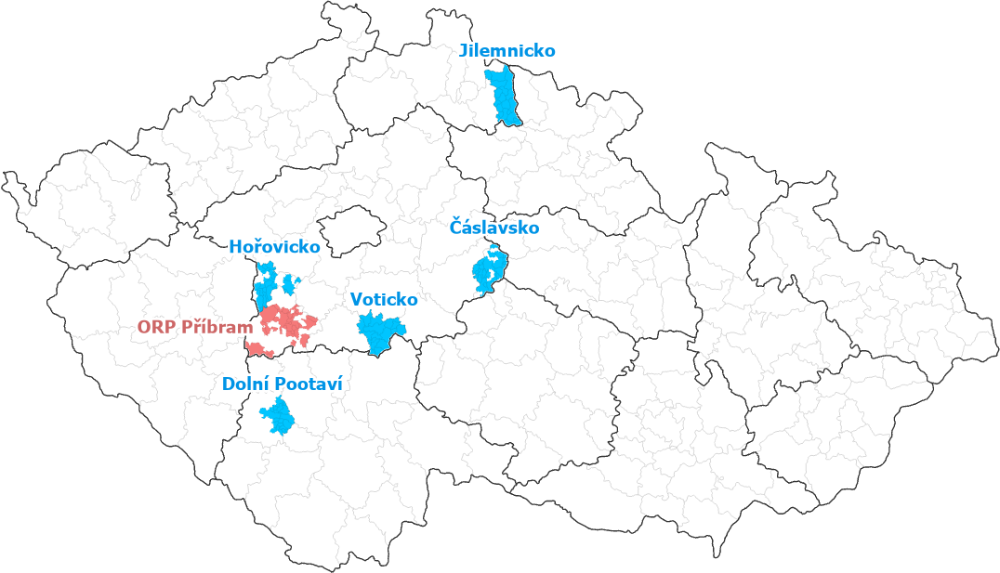 Jilemnicko
Čáslavsko
Hořovicko
Voticko
ORP Příbram
Dolní Pootaví